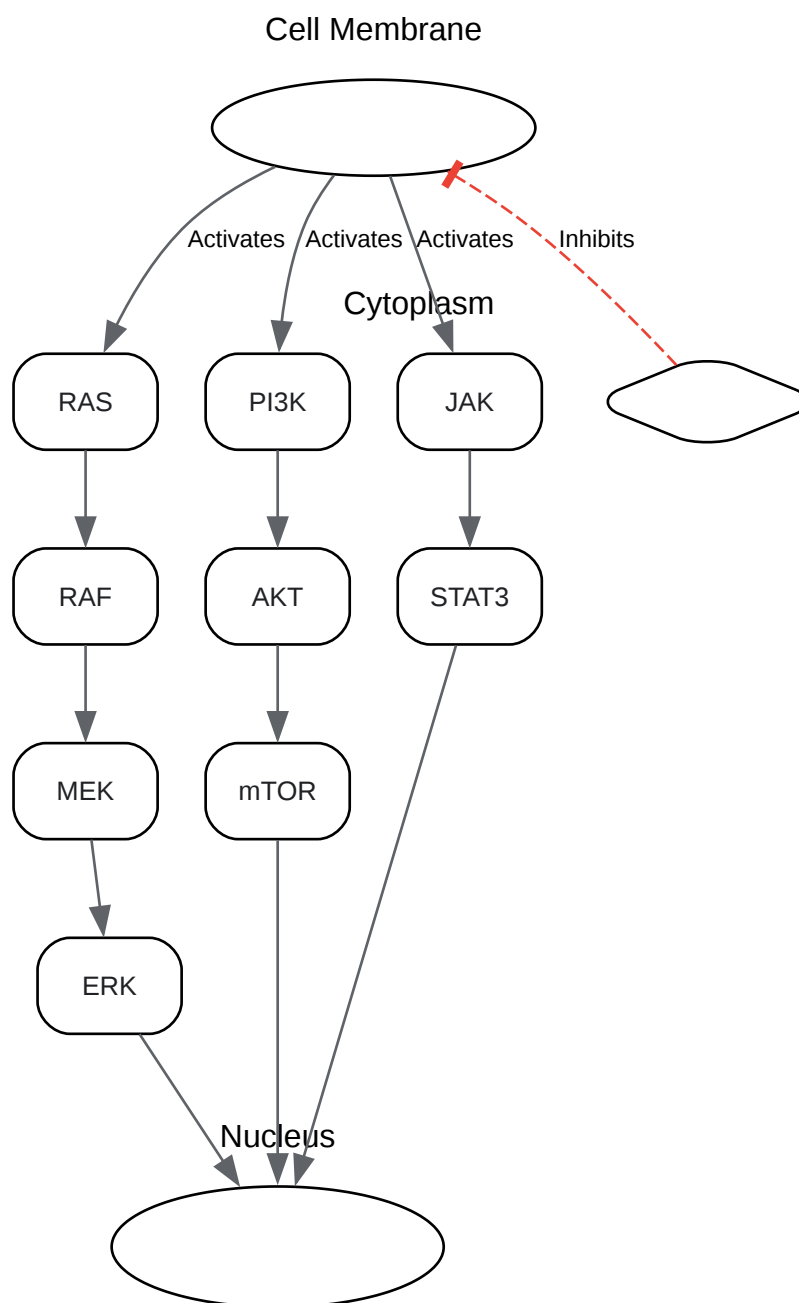 Cell Membrane
Activates
Activates
Activates
Inhibits
Cytoplasm
RAS
PI3K
JAK
RAF
AKT
STAT3
MEK
mTOR
ERK
Nucleus